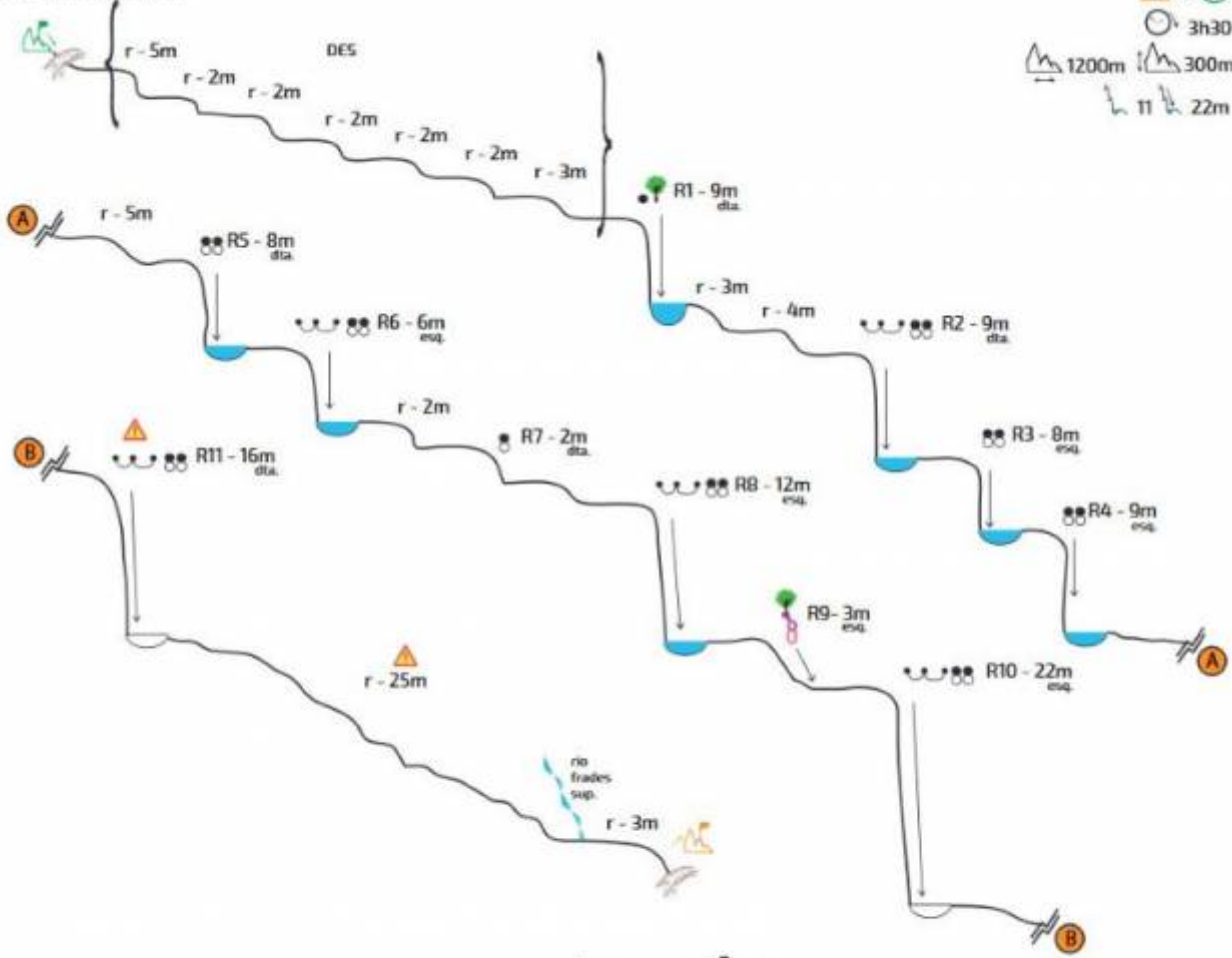 3h30
1200m 300m
11 22m
r - 5m
DES
r - 2m
r - 2m
r - 2m
r - 2m
r - 2m
r - 3m
R1 - 9m
dta.
r - 3m
r - 4m
R2 - 9m
dta.
R3 - 8m
esq.
R4 - 9m
esq.
A
A
r - 5m
R5 - 8m
dta.
R6 - 6m
esq.
r - 2m
R7 - 2m
dta.
R8 - 12m
esq.
R9- 3m
esq.
R10 - 22m
esq.
B
B
R11 - 16m
dta.
r - 25m
rio
frades
sup.
r - 3m